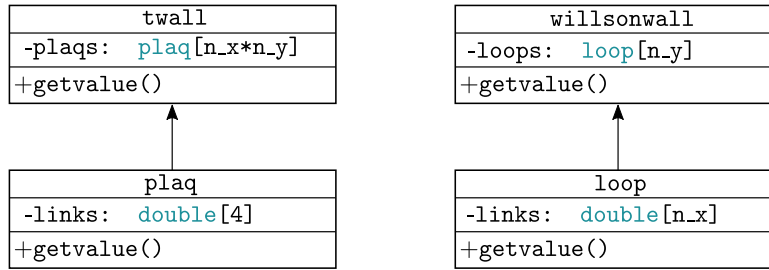 twall
-plaqs: plaq[n_x*n_y]
+getvalue()
willsonwall
-loops: loop[n_y]
+getvalue()
plaq
-links: double[4]
+getvalue()
loop
-links: double[n_x]
+getvalue()